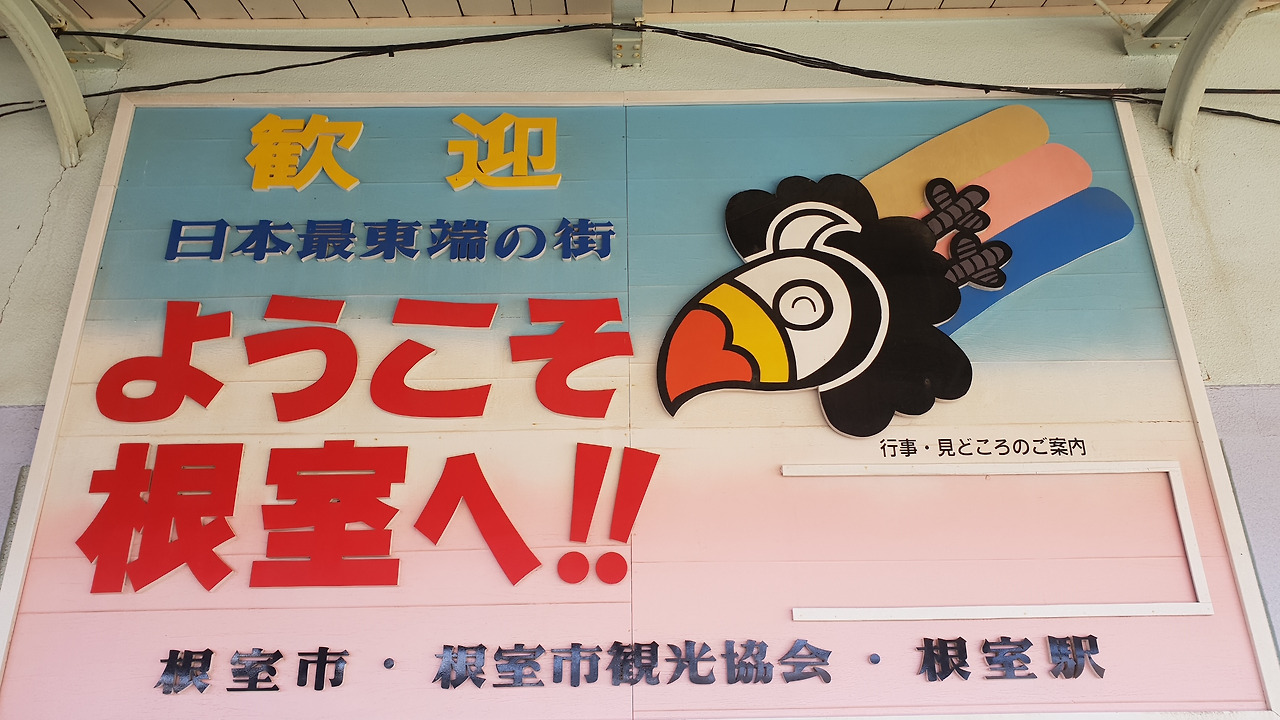 歓迎
日本最東端の街
ようこそ
根室へ!!
行事・見どころのご案内
根室市・根室市観光協会・根室駅